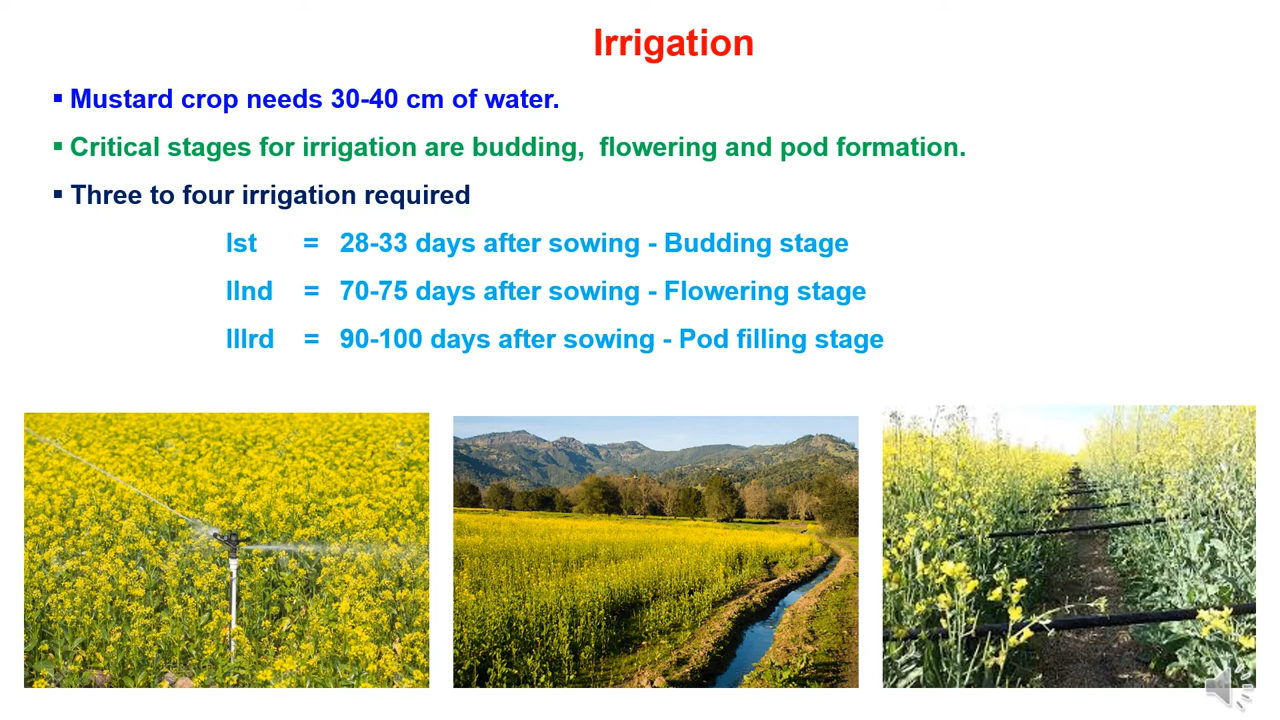 Irrigation
▪ Mustard crop needs 30-40 cm of water.
▪ Critical stages for irrigation are budding,  flowering and pod formation.
▪ Three to four irrigation required
Ist = 28-33 days after sowing - Budding stage
IInd = 70-75 days after sowing - Flowering stage
IIIrd = 90-100 days after sowing - Pod filling stage